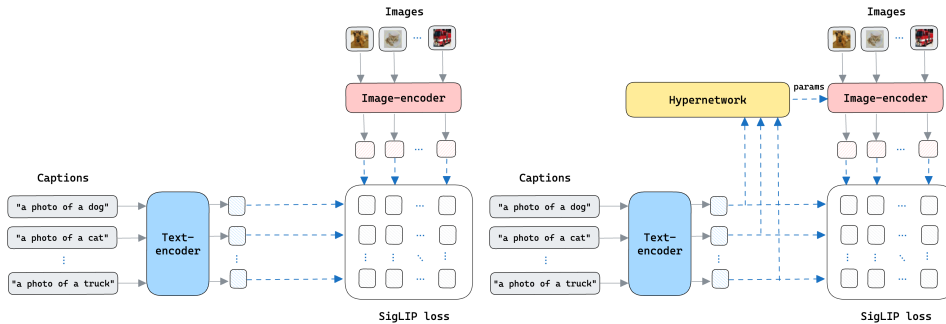 Images
Image-encoder
Captions
"a photo of a dog"
"a photo of a cat"
"a photo of a truck"
Text-
encoder
SigLIP loss
Images
Hypernetwork
params
Image-encoder
Captions
"a photo of a dog"
"a photo of a cat"
"a photo of a truck"
Text-
encoder
SigLIP loss